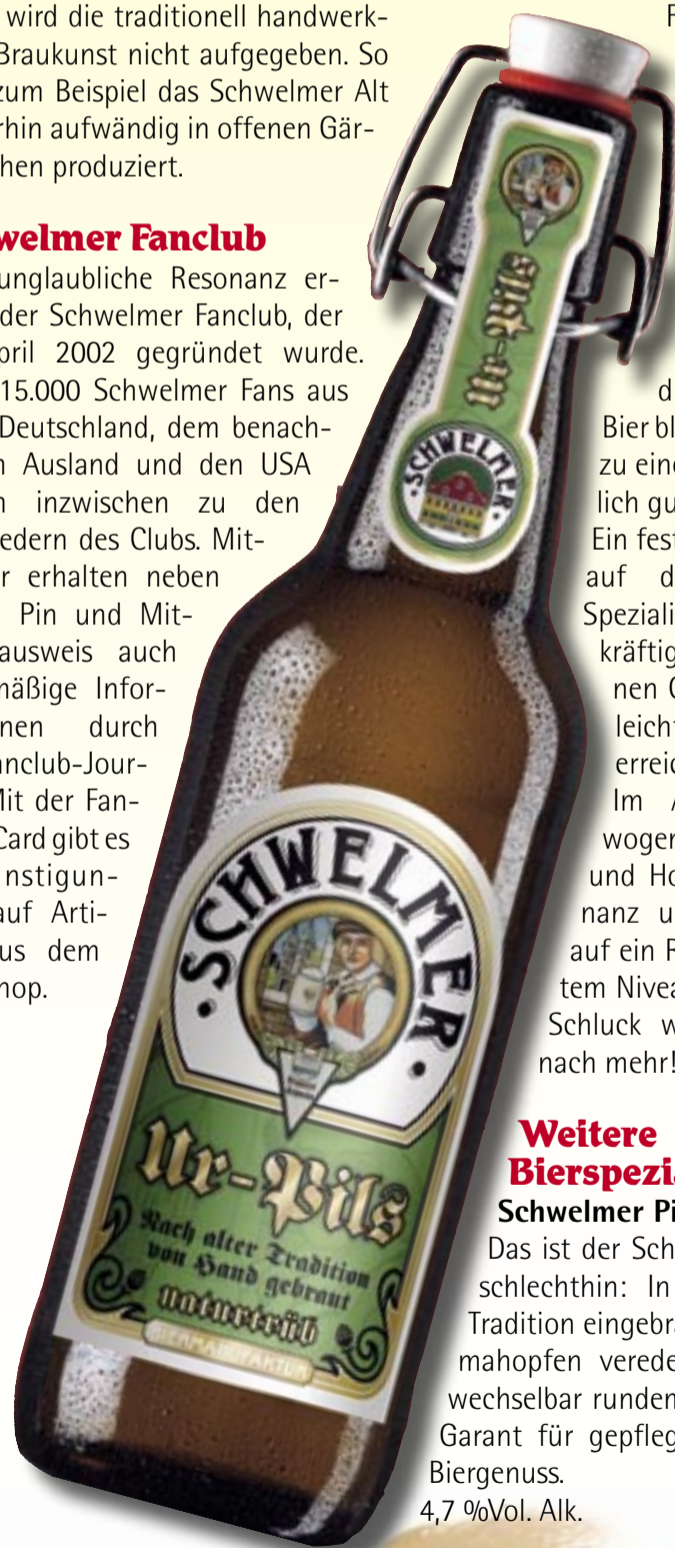 wird die traditionell handwerk-
Braukunst nicht aufgegeben. So
zum Beispiel das Schwelmer Alt
rhin aufwändig in offenen Gär-
hen produziert.
welmer Fanclub
unglaubliche Resonanz er-
der Schwelmer Fanclub, der
pril 2002 gegründet wurde.
15.000 Schwelmer Fans aus
Deutschland, dem benach-
n Ausland und den USA
n inzwischen zu den
edern des Clubs. Mit-
r erhalten neben
Pin und Mit-
ausweis auch
mäßige Infor-
nen durch
anclub-Jour-
Mit der Fan-
Card gibt es
nstigun-
auf Arti-
us dem
hop.
Ur-Pils
SCHWELMER
·SCHWELMER·
Ur-Pils
Nach alter Tradition
von Hand gebraut
naturtrüb
BIERMANUFAKTUR
F
d
Bier bl
zu eine
lich gu
Ein fest
auf d
Speziali
kräftig
nen G
leicht
erreic
Im A
woger
und Ho
nanz u
auf ein R
tem Nivea
Schluck w
nach mehr!
Weitere
Bierspezia
Schwelmer Pi
Das ist der Sch
schlechthin: In
Tradition eingebra
mahopfen verede
wechselbar runden
Garant für gepfleg
Biergenuss.
4,7 %Vol. Alk.